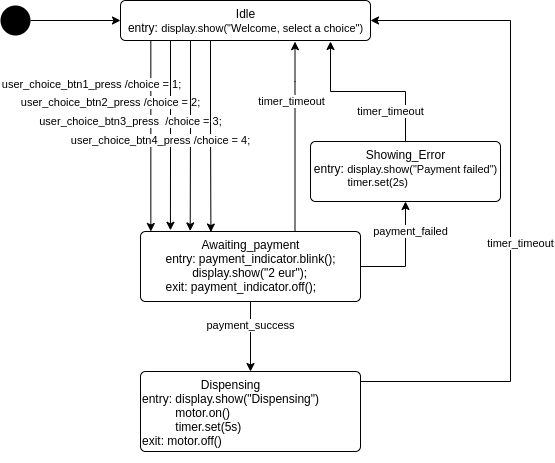 Idle
entry: display.show("Welcome, select a choice")
user_choice_btn1_press /choice = 1;
user_choice_btn2_press /choice = 2;
user_choice_btn3_press  /choice = 3;
user_choice_btn4_press /choice = 4;
timer_timeout
timer_timeout
Showing_Error
entry: display.show("Payment failed")
timer.set(2s)
payment_failed
timer_timeout
Awaiting_payment
entry: payment_indicator.blink();
display.show("2 eur");
exit: payment_indicator.off();
payment_success
Dispensing
entry: display.show("Dispensing")
motor.on()
timer.set(5s)
exit: motor.off()